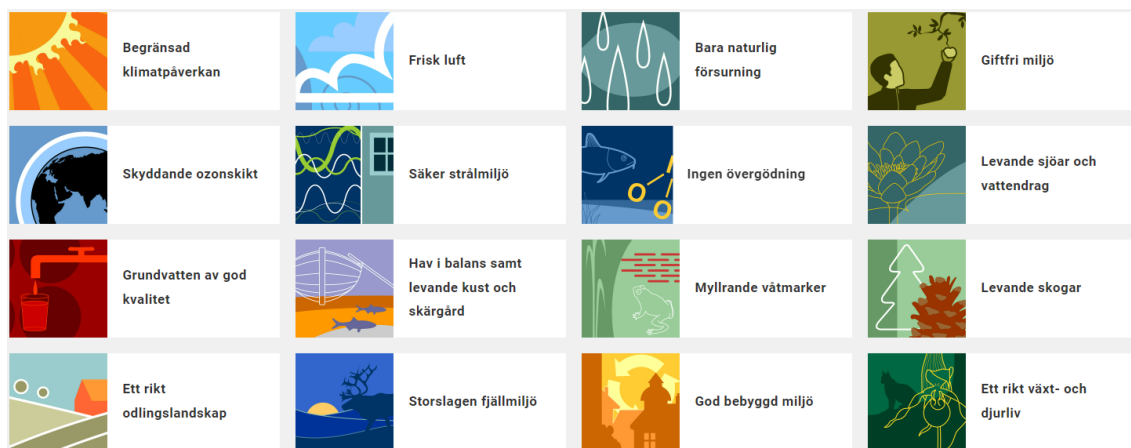 Begränsad
klimatpåverkan
Frisk luft
Bara naturlig
försurning
Giftfri miljö
Skyddande ozonskikt
Säker strålmiljö
Ingen övergödning
Levande sjöar och
vattendrag
Grundvatten av god
kvalitet
Hav i balans samt
levande kust och
skärgård
Myllrande våtmarker
Levande skogar
Ett rikt
odlingslandskap
Storslagen fjällmiljö
God bebyggd miljö
Ett rikt växt- och
djurliv